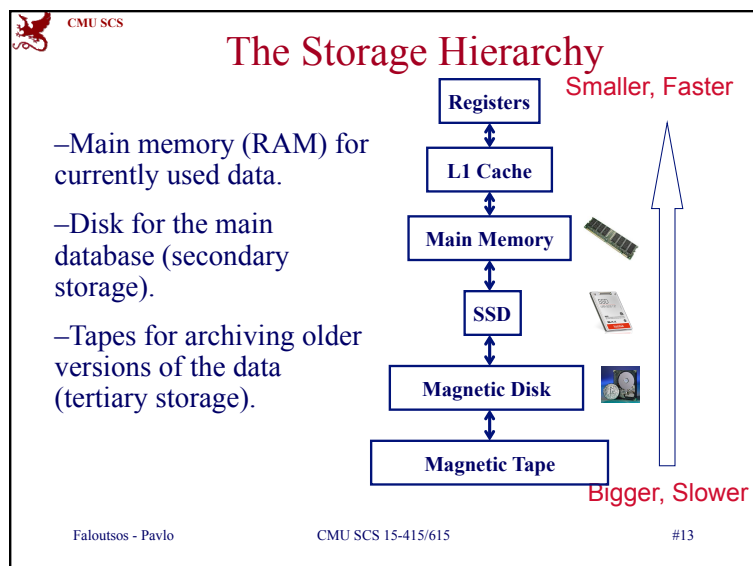 CMU SCS
The Storage Hierarchy
–Main memory (RAM) for
currently used data.
–Disk for the main
database (secondary
storage).
–Tapes for archiving older
versions of the data
(tertiary storage).
Smaller, Faster
Registers
L1 Cache
Main Memory
SSD
SSD
Magnetic Disk
Magnetic Tape
Bigger, Slower
Faloutsos - Pavlo
CMU SCS 15-415/615
#13